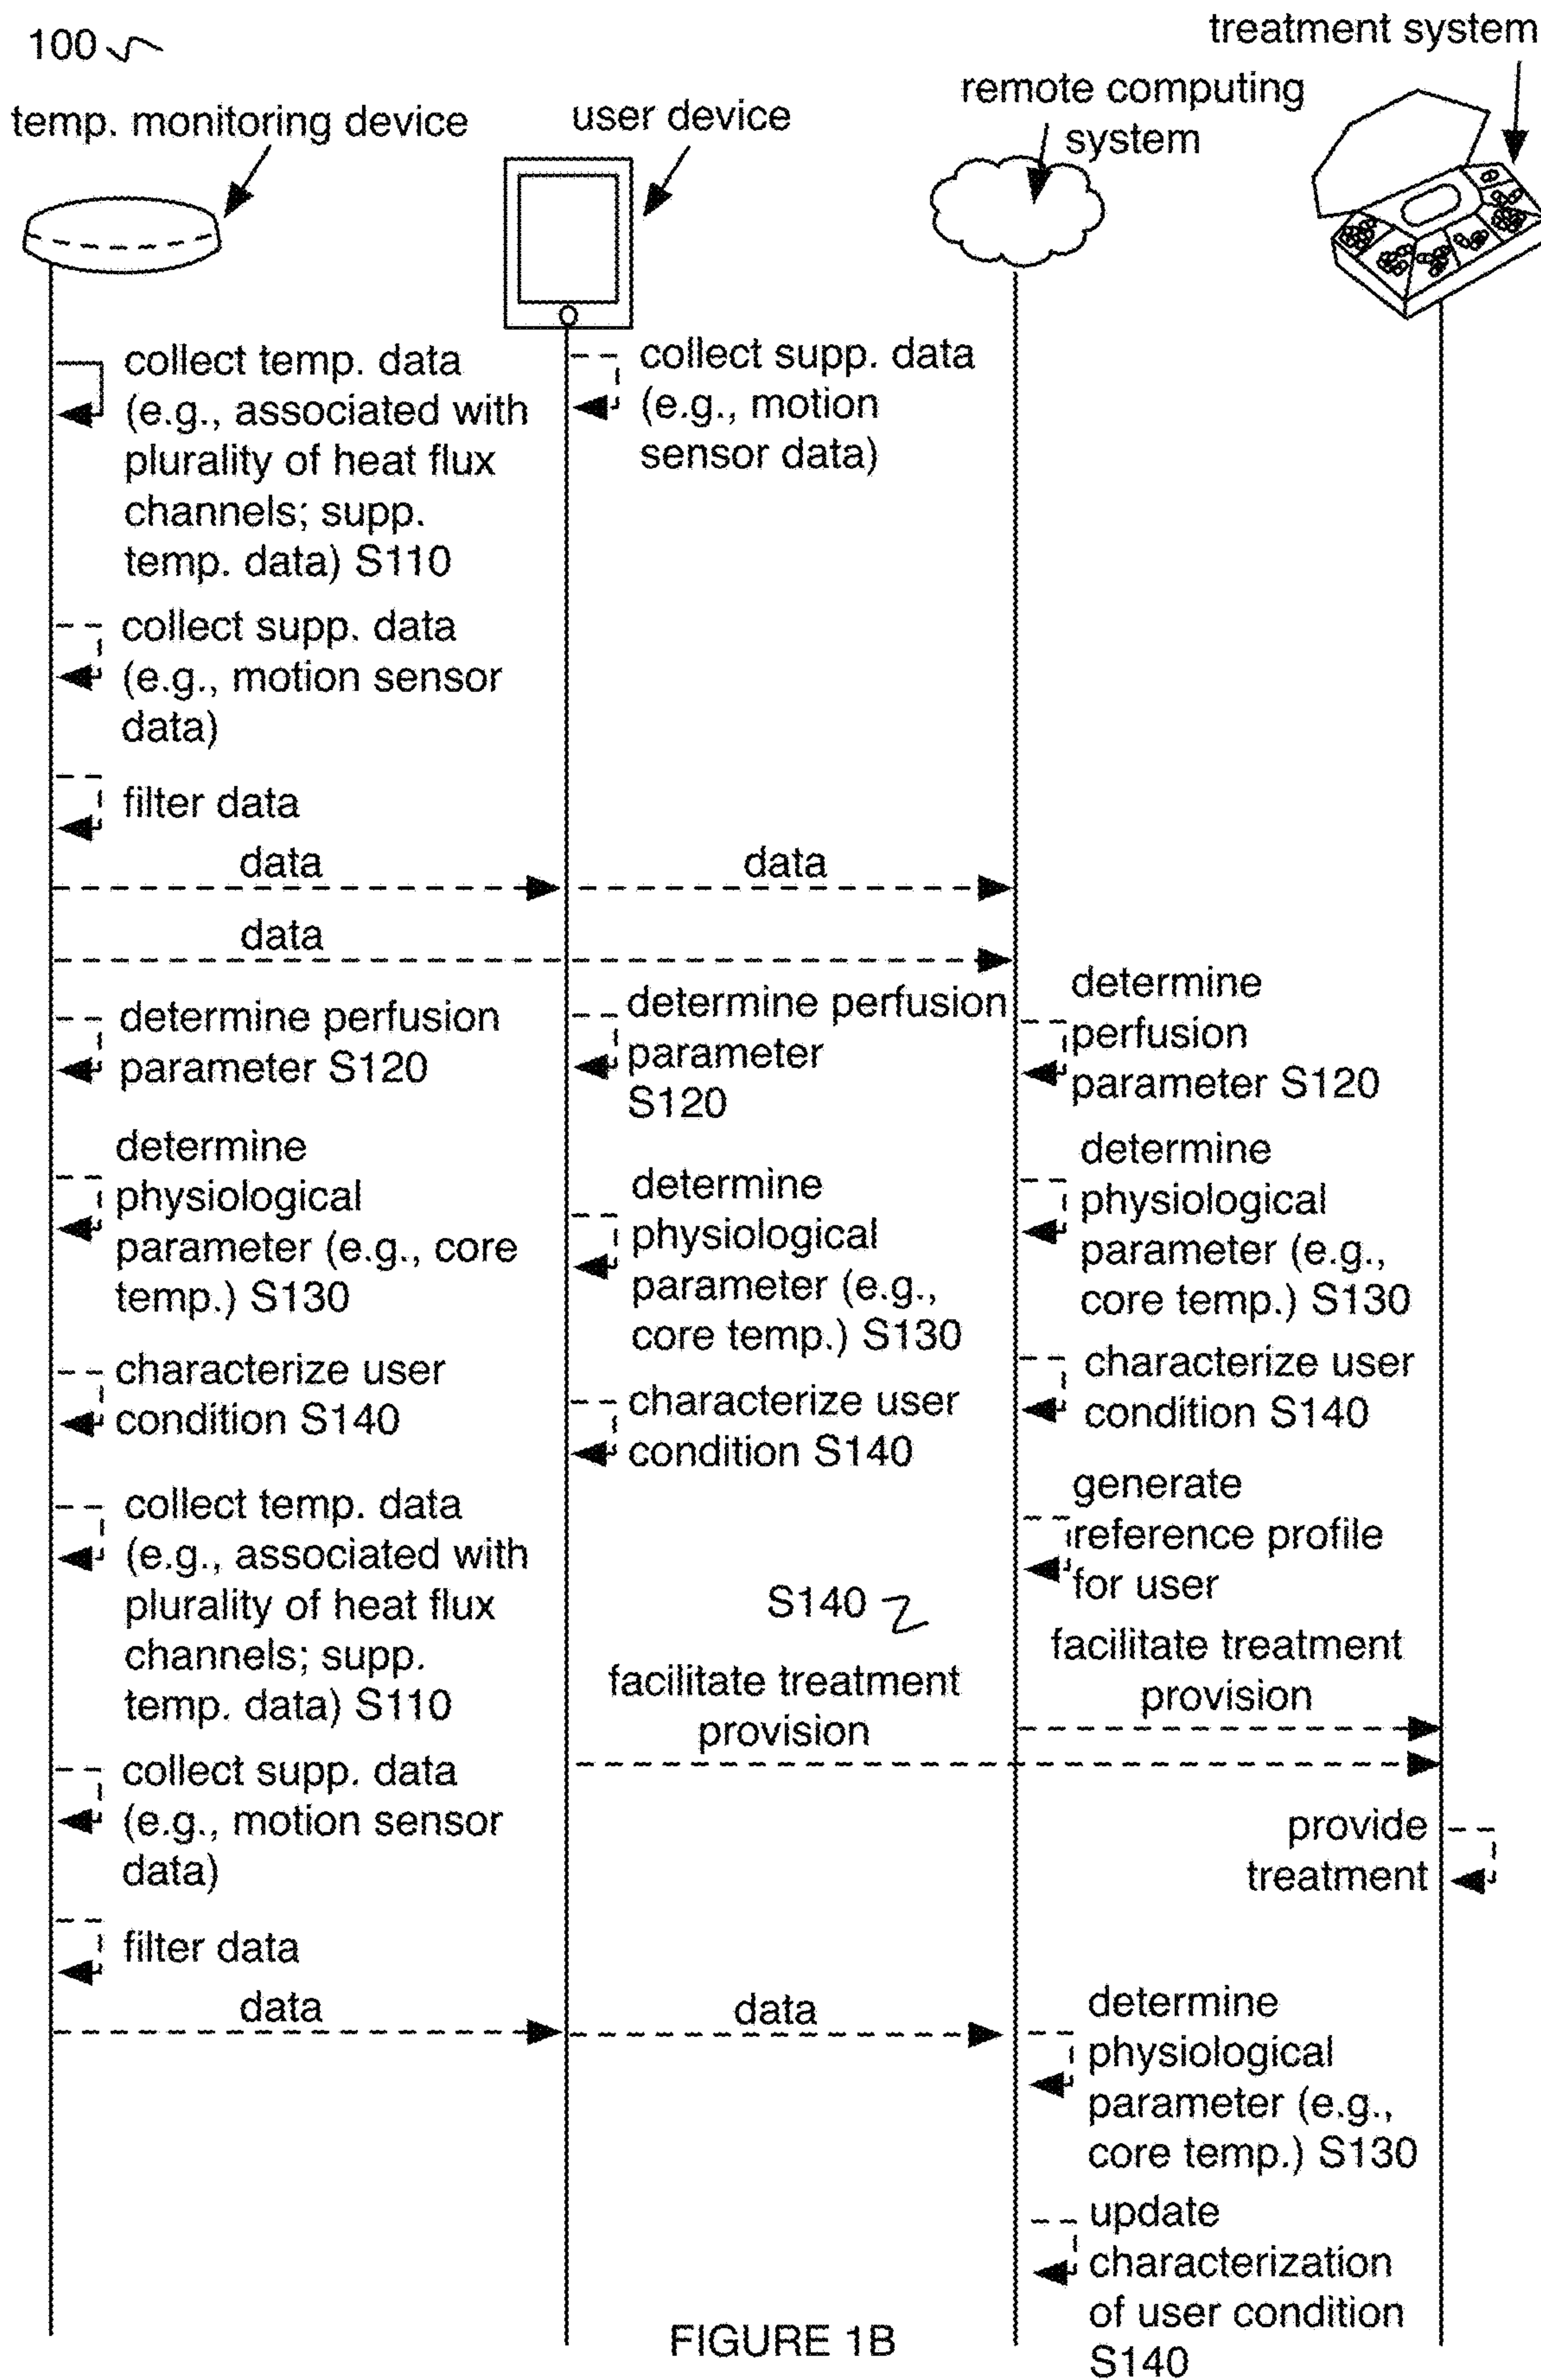 100
treatment system
remote computing
system
temp. monitoring device
user device
collect temp. data
(e.g., associated with
plurality of heat flux
channels; supp.
temp. data) S110
collect supp. data
(e.g., motion
sensor data)
collect supp. data
(e.g., motion sensor
data)
filter data
data
data
data
determine perfusion
parameter S120
determine perfusion
parameter
S120
determine
perfusion
parameter S120
determine
physiological
parameter (e.g., core
temp.) S130
determine
physiological
parameter (e.g.,
core temp.) S130
determine
physiological
parameter (e.g.,
core temp.) S130
characterize user
condition S140
characterize user
condition S140
characterize user
condition S140
generate
reference profile
for user
collect temp. data
(e.g., associated with
plurality of heat flux
channels; supp.
temp. data) S110
S140
facilitate treatment
provision
facilitate treatment
provision
collect supp. data
(e.g., motion sensor
data)
provide
treatment
filter data
data
data
determine
physiological
parameter (e.g.,
core temp.) S130
update
characterization
of user condition
S140
FIGURE 1B